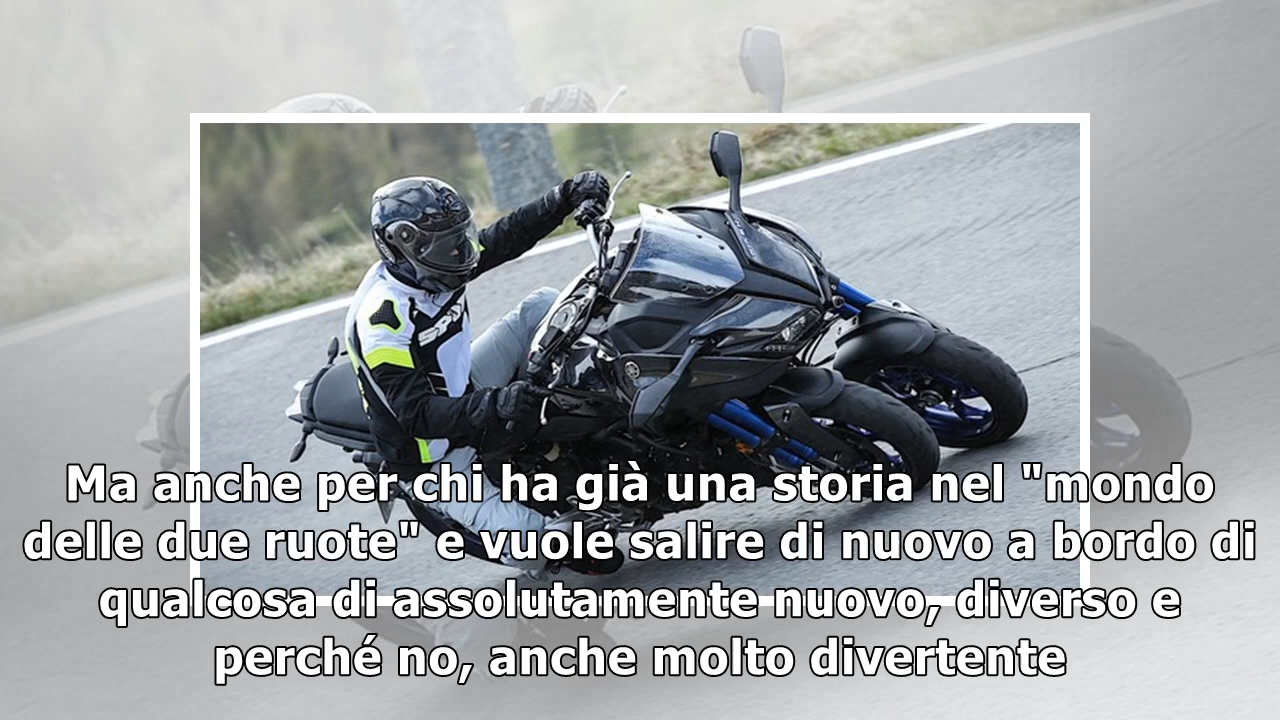 Ma anche per chi ha già una storia nel "mondo
delle due ruote" e vuole salire di nuovo a bordo di
qualcosa di assolutamente nuovo, diverso e
perché no, anche molto divertente